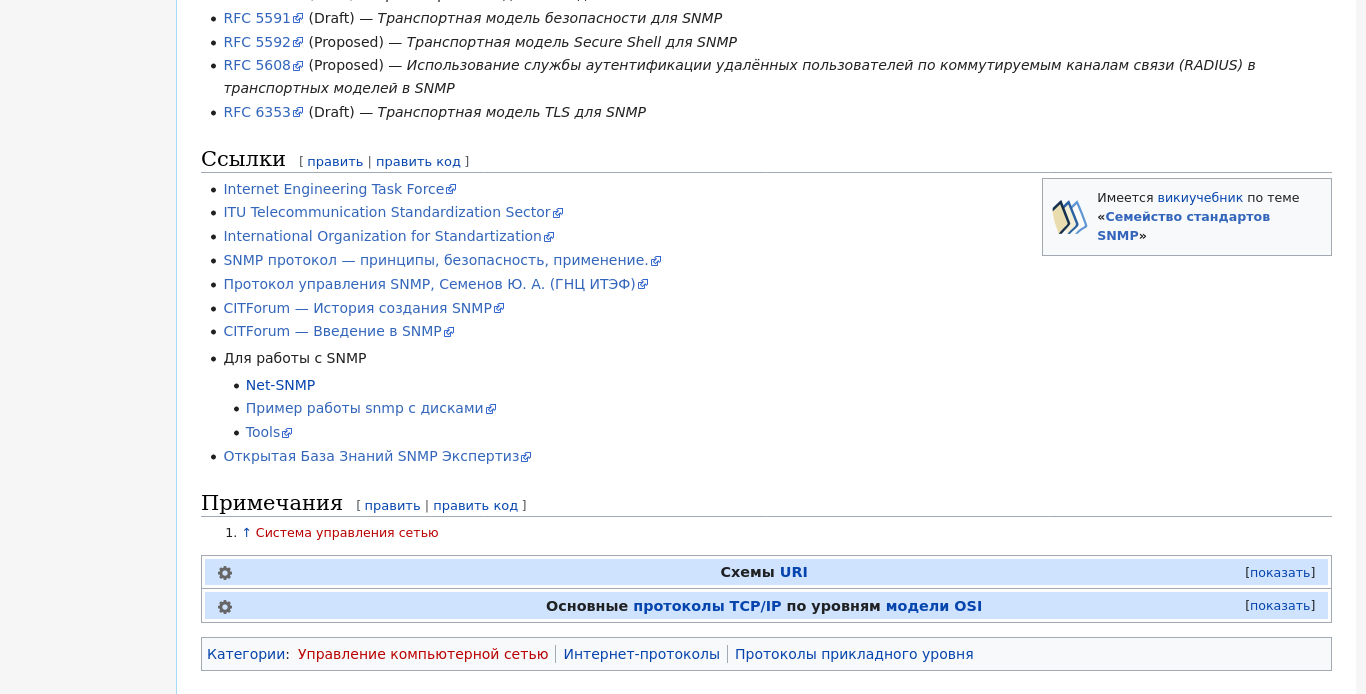 RFC 5591 (Draft) — Транспортная модель безопасности для SNMP
RFC 5592 (Proposed) — Транспортная модель Secure Shell для SNMP
RFC 5608 (Proposed) — Использование службы аутентификации удалённых пользователей по коммутируемым каналам связи (RADIUS) в
транспортных моделей в SNMP
RFC 6353 (Draft) — Транспортная модель TLS для SNMP
Ссылки [ править | править код ]
Internet Engineering Task Force
ITU Telecommunication Standardization Sector
International Organization for Standartization
SNMP протокол — принципы, безопасность, применение.
Протокол управления SNMP, Семенов Ю. А. (ГНЦ ИТЭФ)
CITForum — История создания SNMP
CITForum — Введение в SNMP
Для работы с SNMP
Net-SNMP
Пример работы snmp с дисками
Tools
Открытая База Знаний SNMP Экспертиз
Имеется викиучебник по теме
«Семейство стандартов
SNMP»
Примечания [ править | править код ]
1. ↑ Система управления сетью
Схемы URI [показать]
Основные протоколы TCP/IP по уровням модели OSI [показать]
Категории: Управление компьютерной сетью | Интернет-протоколы | Протоколы прикладного уровня